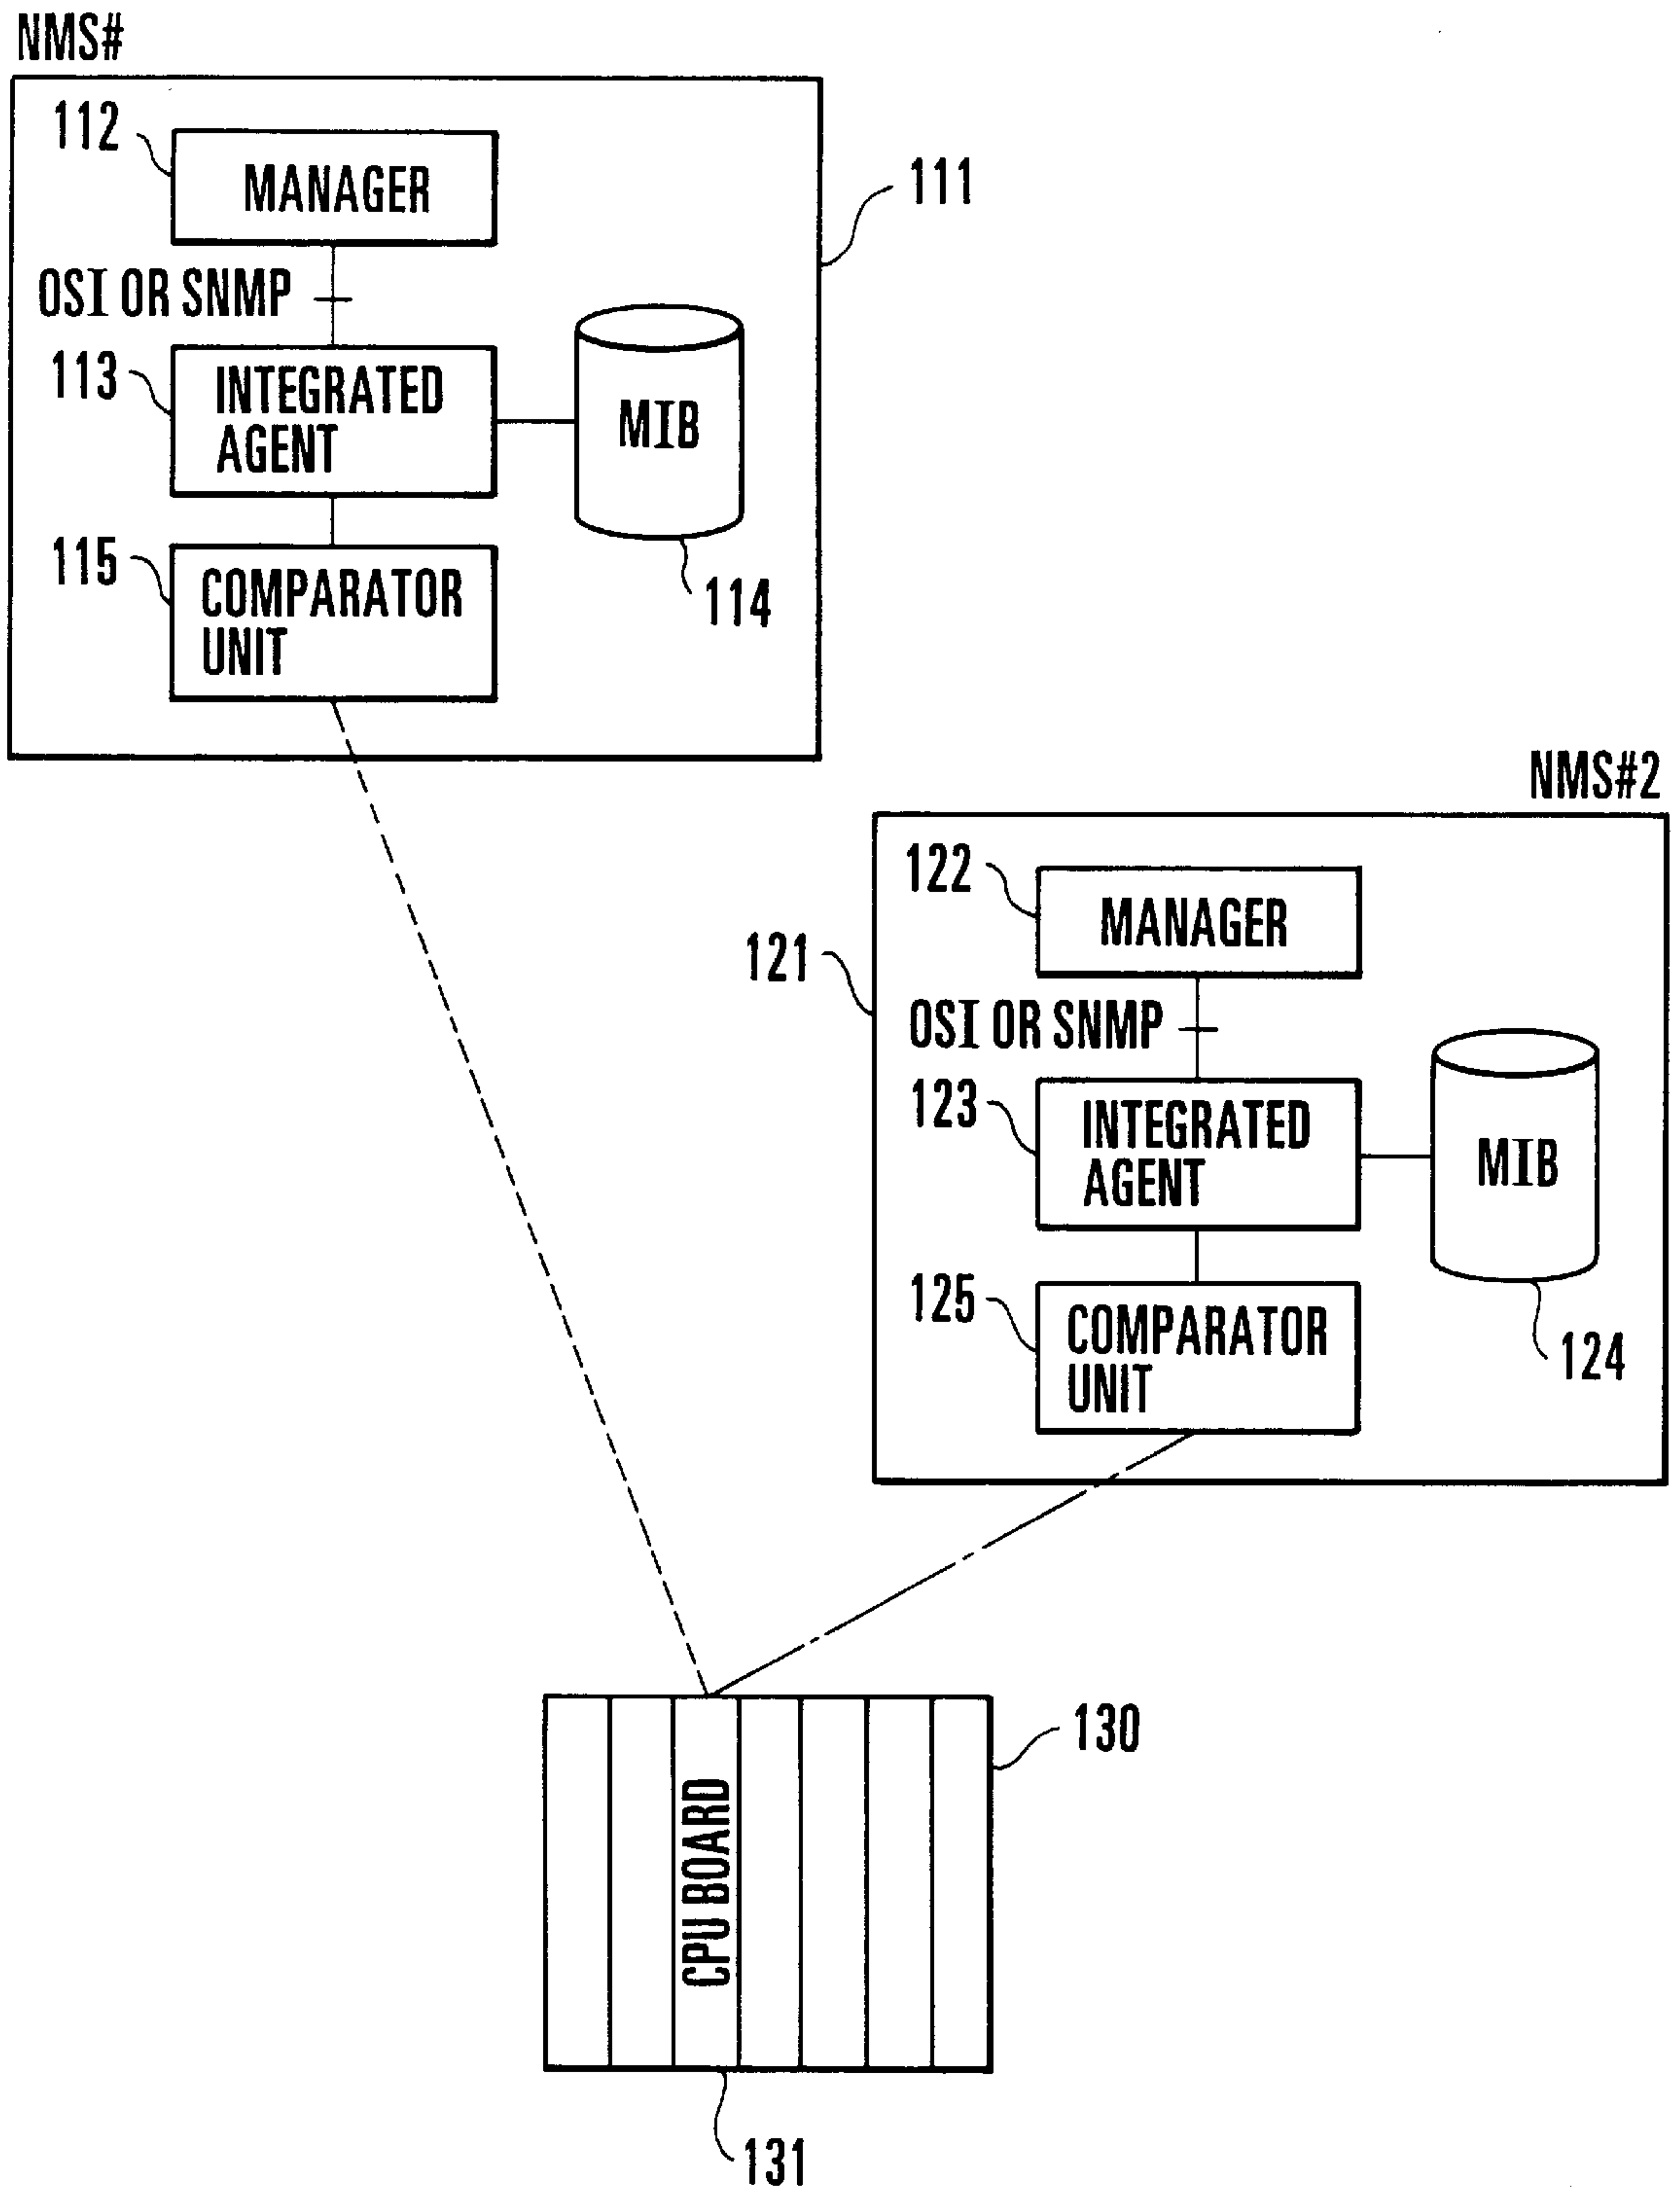 NMS#
112
MANAGER
111
OSI OR SNMP
113
INTEGRATED
AGENT
MIB
115
COMPARATOR
UNIT
114
NMS#2
122
MANAGER
121
OSI OR SNMP
123
INTEGRATED
AGENT
MIB
125
COMPARATOR
UNIT
124
130
CPU BOARD
131